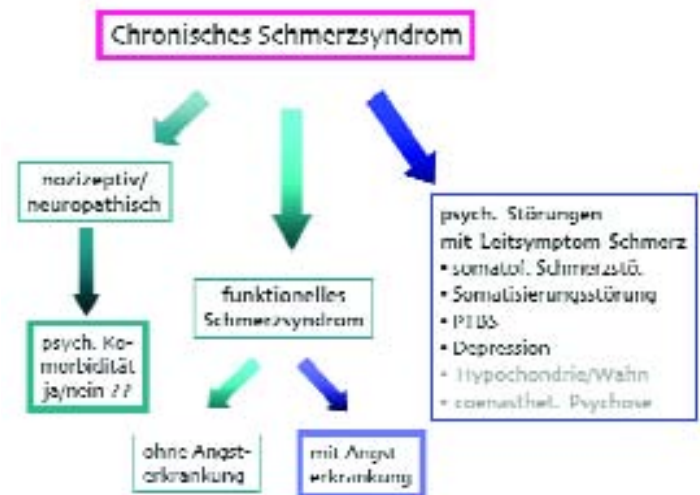 Chronisches Schmerzsyndrom
nozizeptiv/
neuropathisch
psych. Ko-
morbidität
ja/nein ??
funktionelles
Schmerzsyndrom
ohne Angst-
erkrankung
mit Angst
erkrankung
psych. Störungen
mit Leitsymptom Schmerz
▪ somatof. Schmerzstö.
▪ Somatisierungsstörung
▪ PTBS
▪ Depression
▪ Hypochondrie/Wahn
▪ coenasthet. Psychose